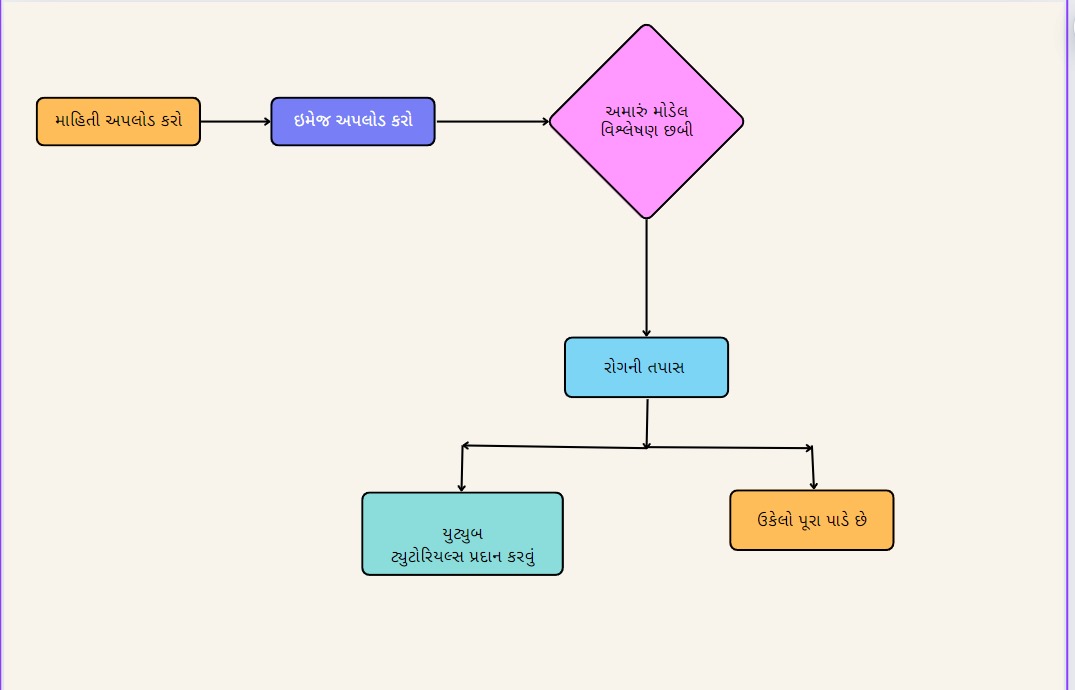 માહિતી અપલોડ કરો
ઇમેજ અપલોડ કરો
અમારું મોડેલ
વિશ્લેષણ છબી
રોગની તપાસ
યુટ્યુબ
ટ્યુટોરિયલ્સ પ્રદાન કરવું
ઉકેલો પૂરા પાડે છે